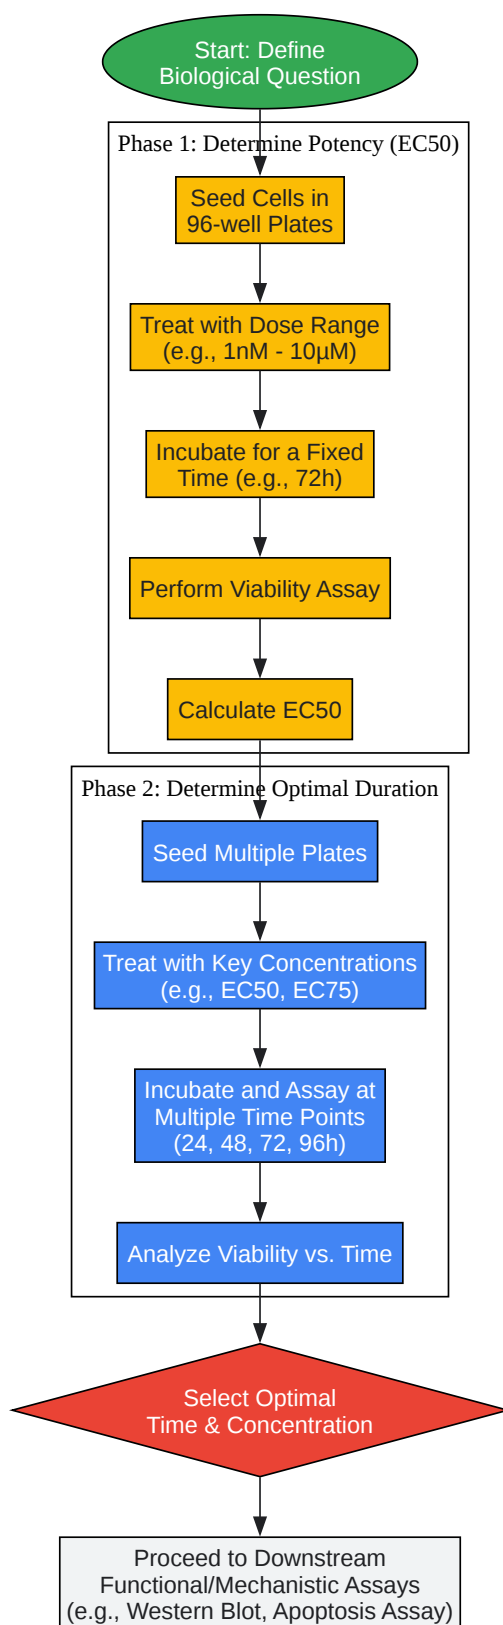 Start: Define
Biological Question
Phase 1: Determine Potency (EC50)
Seed Cells in
96-well Plates
Treat with Dose Range
(e.g., 1nM - 10µM)
Incubate for a Fixed
Time (e.g., 72h)
Perform Viability Assay
Calculate EC50
Phase 2: Determine Optimal Duration
Seed Multiple Plates
Treat with Key Concentrations
(e.g., EC50, EC75)
Incubate and Assay at
Multiple Time Points
(24, 48, 72, 96h)
Analyze Viability vs. Time
Select Optimal
Time & Concentration
Proceed to Downstream
Functional/Mechanistic Assays
(e.g., Western Blot, Apoptosis Assay)